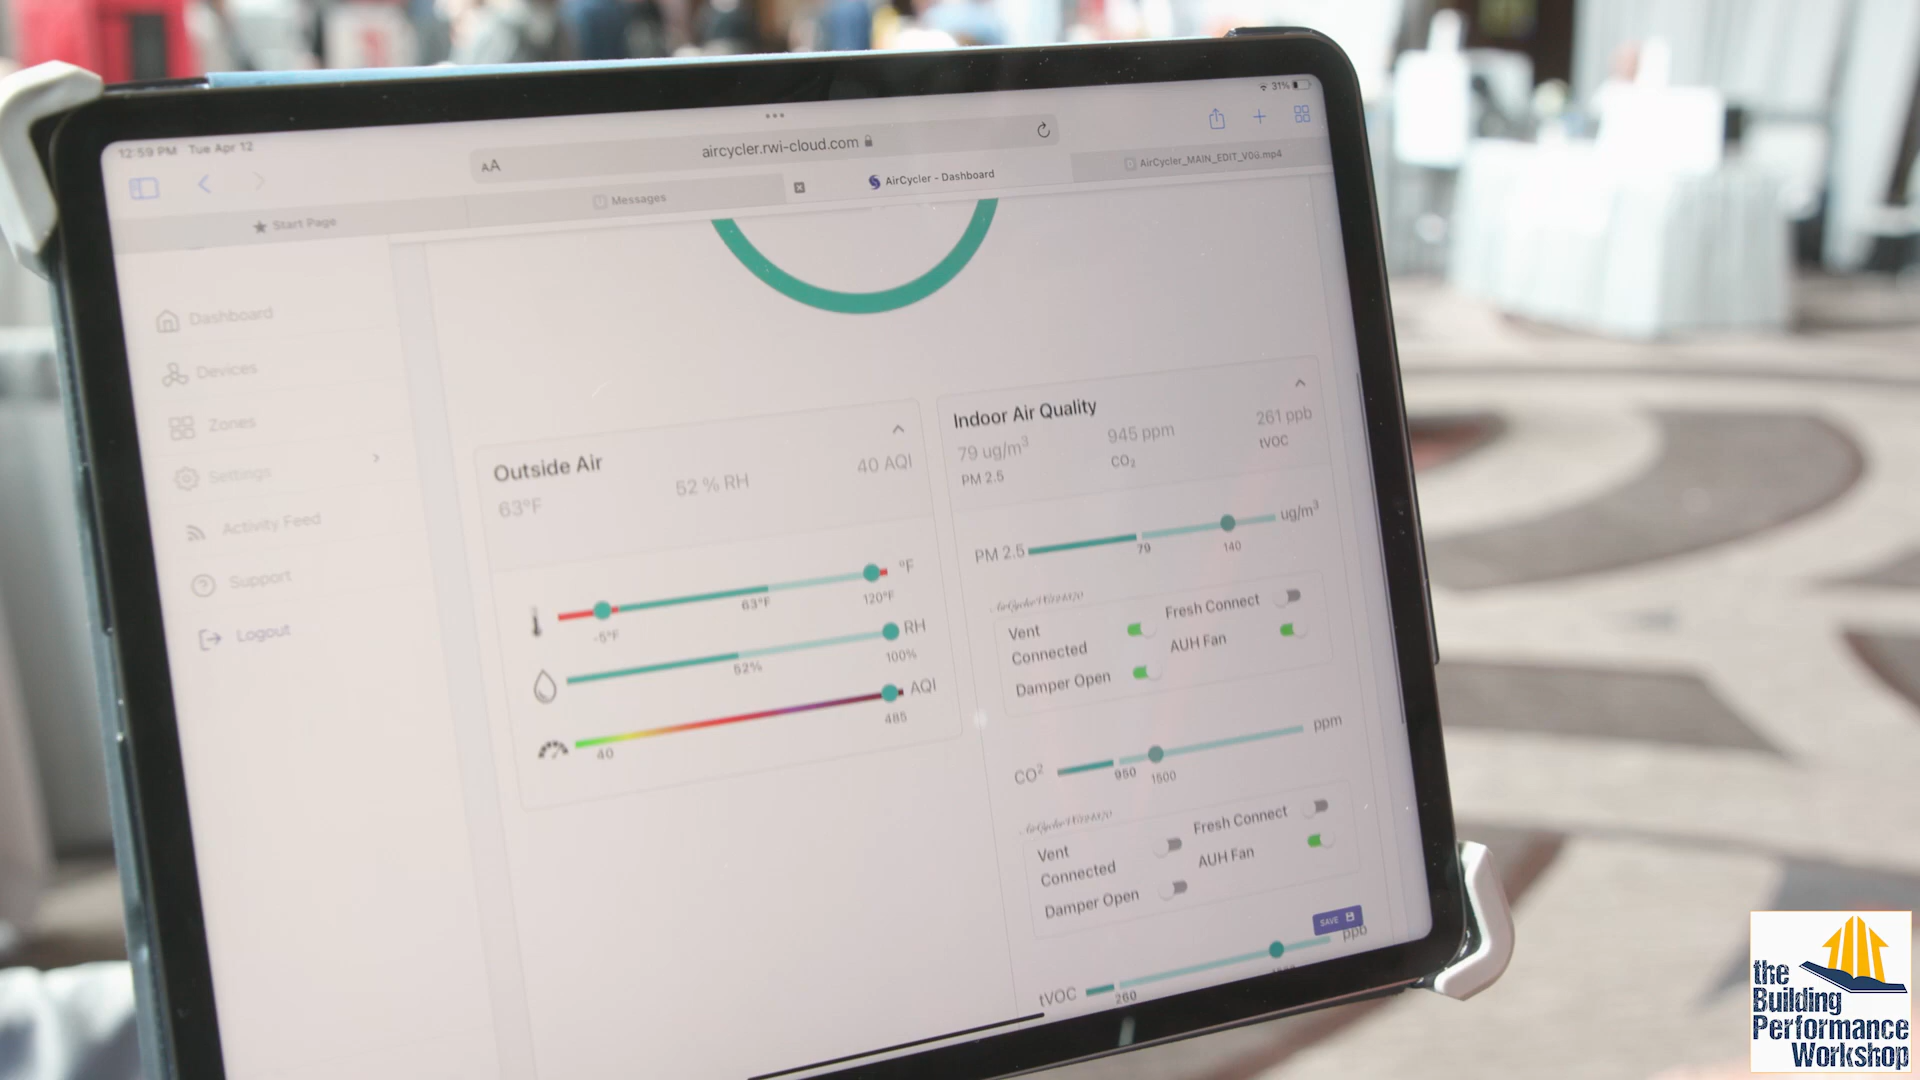 12:59 PM Tue Apr 12
31%
AA
aircycler.rwi-cloud.com
Start Page
Messages
AirCycler - Dashboard
AirCycler_MAIN_EDIT_V06.mp4
Dashboard
Devices
Zones
Settings
Activity Feed
Support
Logout
Outside Air
63°F
52 % RH
40 AQI
°F
-5°F
63°F
120°F
RH
52%
100%
AQI
40
485
Indoor Air Quality
79 ug/m³
PM 2.5
945 ppm
CO₂
261 ppb
tVOC
PM 2.5
79
140
ug/m³
Vent Connected
Fresh Connect
AUH Fan
Damper Open
CO²
950
1500
ppm
Vent Connected
Fresh Connect
AUH Fan
Damper Open
SAVE
tVOC
260
ppb
the
Building
Performance
Workshop